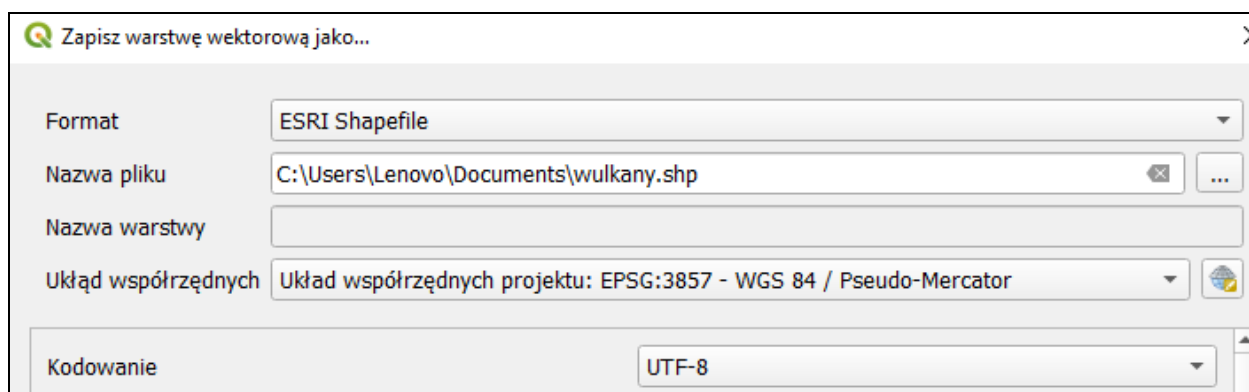 Zapisz warstwę wektorową jako...
Format ESRI Shapefile
Nazwa pliku C:\Users\Lenovo\Documents\wulkany.shp ...
Nazwa warstwy
Układ współrzędnych Układ współrzędnych projektu: EPSG:3857 - WGS 84 / Pseudo-Mercator
Kodowanie UTF-8